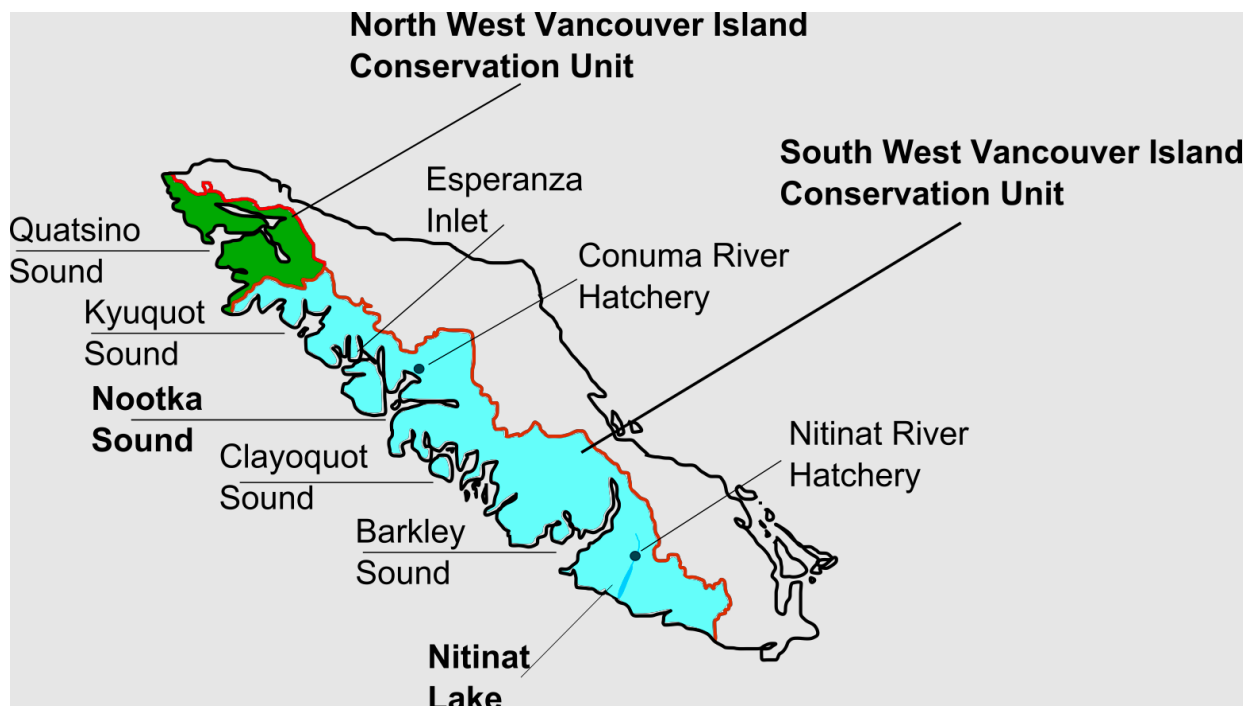 North West Vancouver Island
Conservation Unit
South West Vancouver Island
Conservation Unit
Esperanza
Inlet
Quatsino
Sound
Conuma River
Hatchery
Kyuquot
Sound
Nootka
Sound
Nitinat River
Hatchery
Clayoquot
Sound
Barkley
Sound
Nitinat
Lake